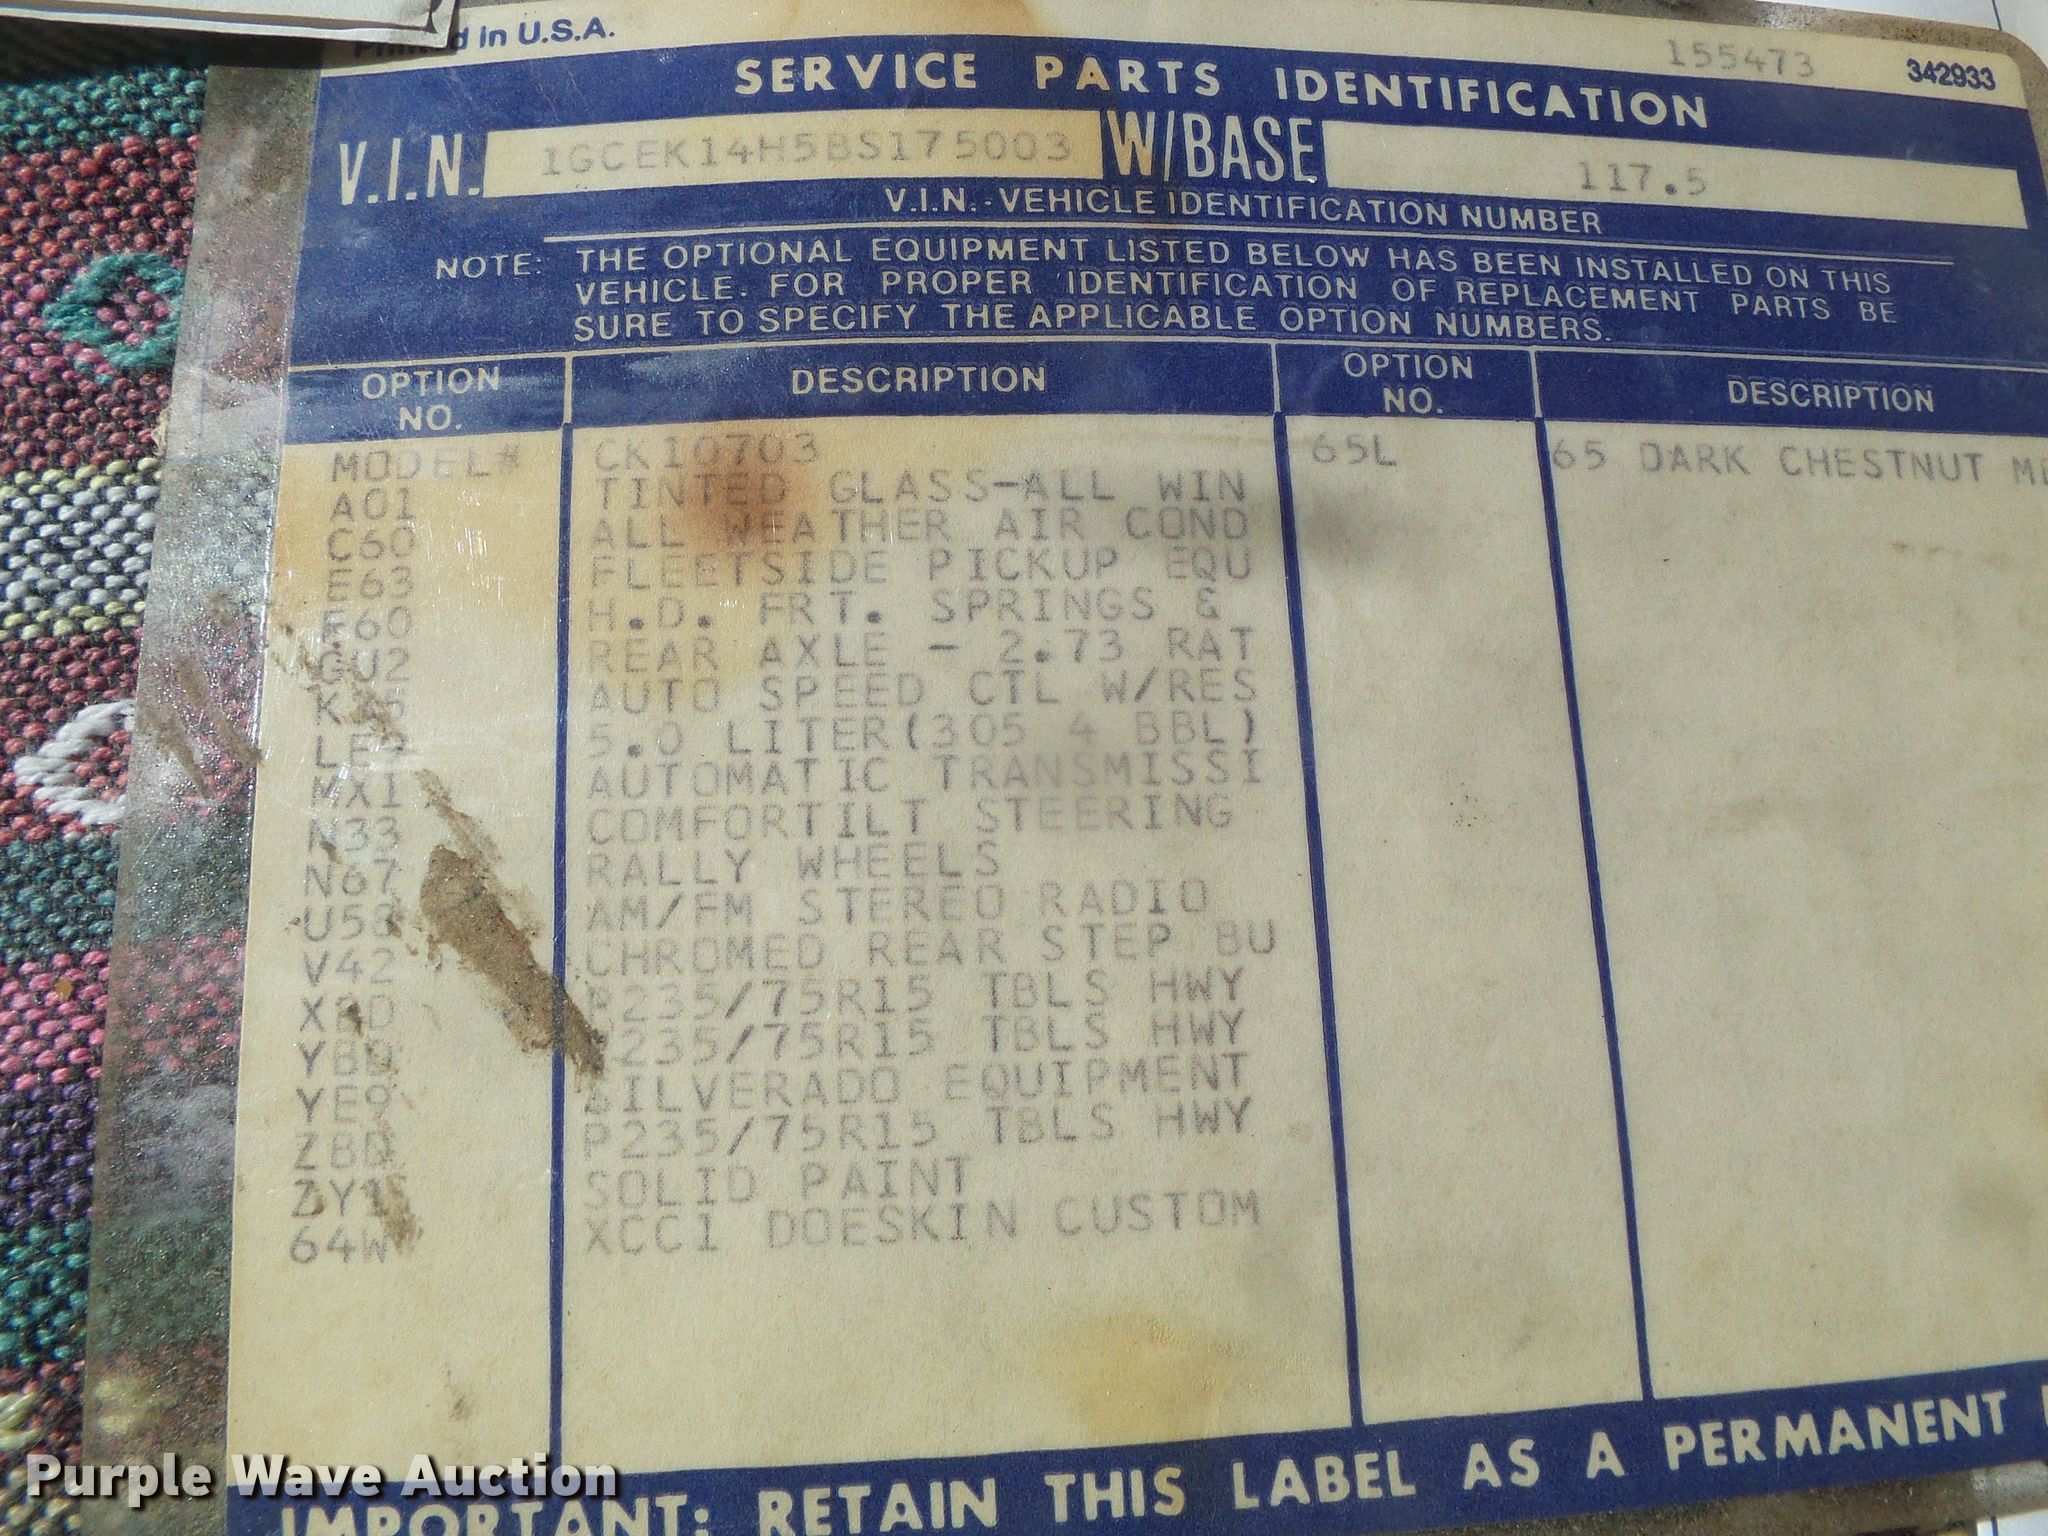 d in U.S.A.
155473 342933
SERVICE PARTS IDENTIFICATION
V.I.N. 1GCEK14H5BS175003 W/BASE 117.5
V.I.N.-VEHICLE IDENTIFICATION NUMBER
NOTE: THE OPTIONAL EQUIPMENT LISTED BELOW HAS BEEN INSTALLED ON THIS
VEHICLE. FOR PROPER IDENTIFICATION OF REPLACEMENT PARTS BE
SURE TO SPECIFY THE APPLICABLE OPTION NUMBERS.
OPTION NO. DESCRIPTION OPTION NO. DESCRIPTION
MODEL# CK10703 65L 65 DARK CHESTNUT
A01 TINTED GLASS-ALL WIN
C60 ALL WEATHER AIR COND
E63 FLEETSIDE PICKUP EQU
F60 H.D. FRT. SPRINGS &
GU2 REAR AXLE - 2.73 RAT
AUTO SPEED CTL W/RES
5.0 LITER(305 4 BBL)
MX1 AUTOMATIC TRANSMISSI
N33 COMFORTILT STEERING
N67 RALLY WHEELS
U58 AM/FM STEREO RADIO
V42 CHROMED REAR STEP BU
P235/75R15 TBLS HWY
P235/75R15 TBLS HWY
YE9 SILVERADO EQUIPMENT
P235/75R15 TBLS HWY
ZY1 SOLID PAINT
64W XCC1 DOESKIN CUSTOM
IMPORTANT: RETAIN THIS LABEL AS A PERMANENT
Purple Wave Auction